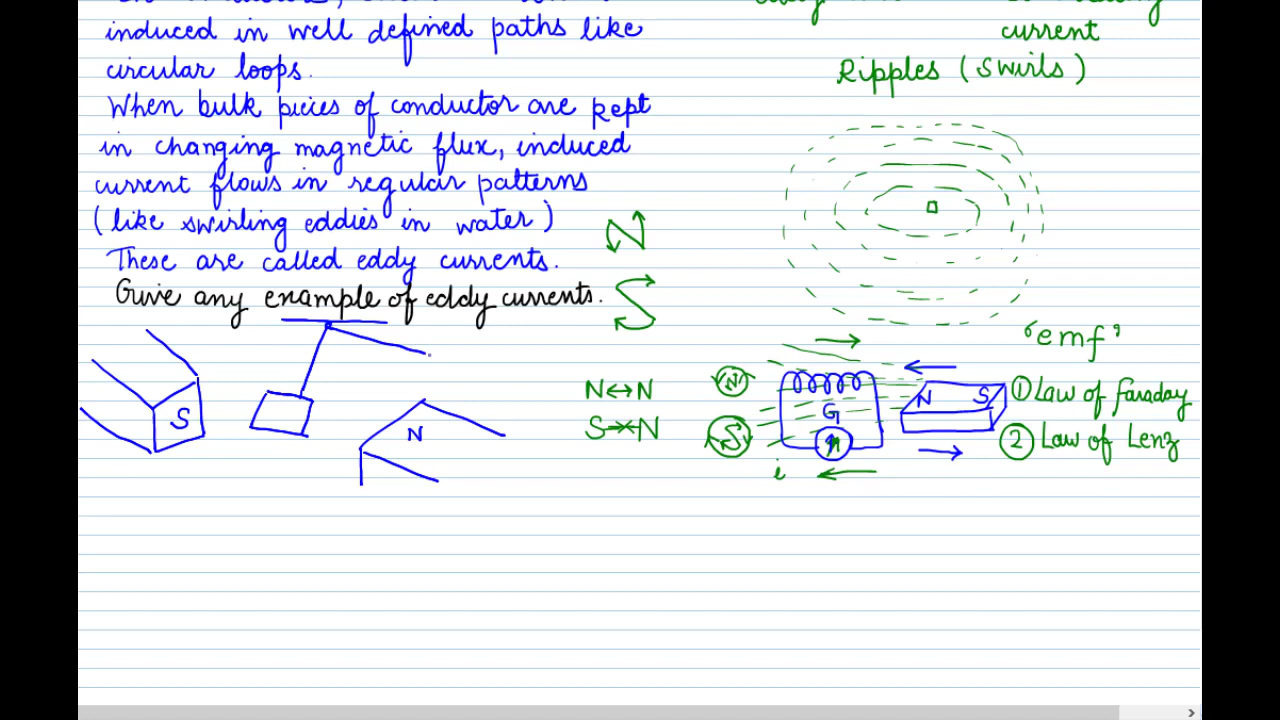 induced in well defined paths like
circular loops.
When bulk pieces of conductor are kept
in changing magnetic flux, induced
current flows in regular patterns
(like swirling eddies in water)
These are called eddy currents.
Give any example of eddy currents.
current
Ripples (Swirls)
N
S
'emf'
N↔N
S→←N
N
S
G
i
N S
① Law of faraday
② Law of Lenz
S
N